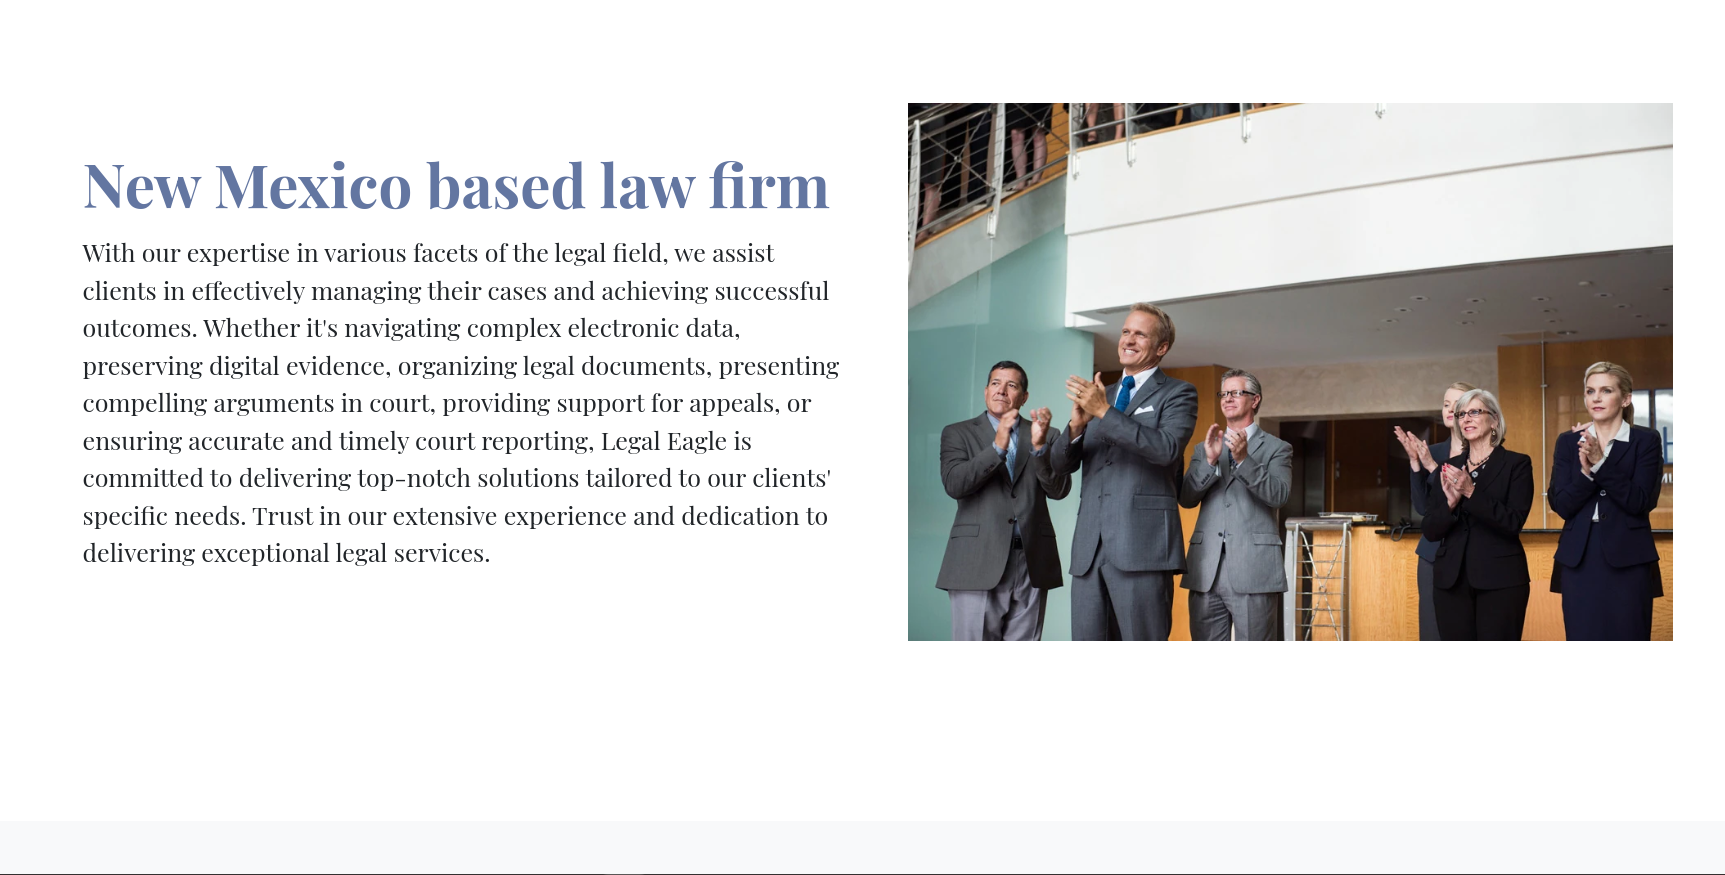 New Mexico based law firm
With our expertise in various facets of the legal field, we assist
clients in effectively managing their cases and achieving successful
outcomes. Whether it's navigating complex electronic data,
preserving digital evidence, organizing legal documents, presenting
compelling arguments in court, providing support for appeals, or
ensuring accurate and timely court reporting, Legal Eagle is
committed to delivering top-notch solutions tailored to our clients'
specific needs. Trust in our extensive experience and dedication to
delivering exceptional legal services.